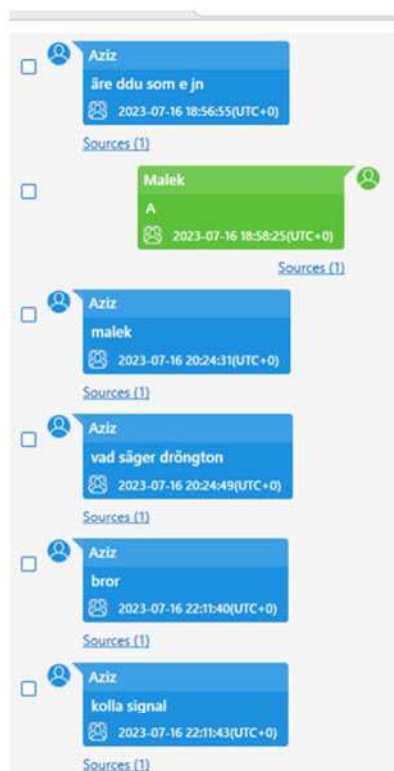 Aziz
äre ddu som e jn
2023-07-16 18:56:55(UTC+0)
Sources (1)
Malek
A
2023-07-16 18:58:25(UTC+0)
Sources (1)
Aziz
malek
2023-07-16 20:24:31(UTC+0)
Sources (1)
Aziz
vad säger dröngton
2023-07-16 20:24:49(UTC+0)
Sources (1)
Aziz
bror
2023-07-16 22:11:40(UTC+0)
Sources (1)
Aziz
kolla signal
2023-07-16 22:11:43(UTC+0)
Sources (1)